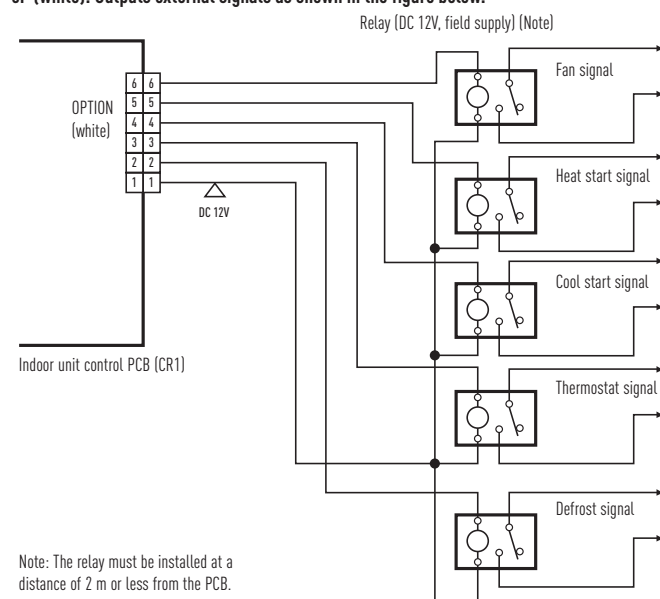 Relay (DC 12V, field supply) (Note)
Fan signal
OPTION
(white)
6 6
5 5
4 4
3 3
2 2
1 1
DC 12V
Heat start signal
Cool start signal
Indoor unit control PCB (CR1)
Thermostat signal
Defrost signal
Note: The relay must be installed at a
distance of 2 m or less from the PCB.